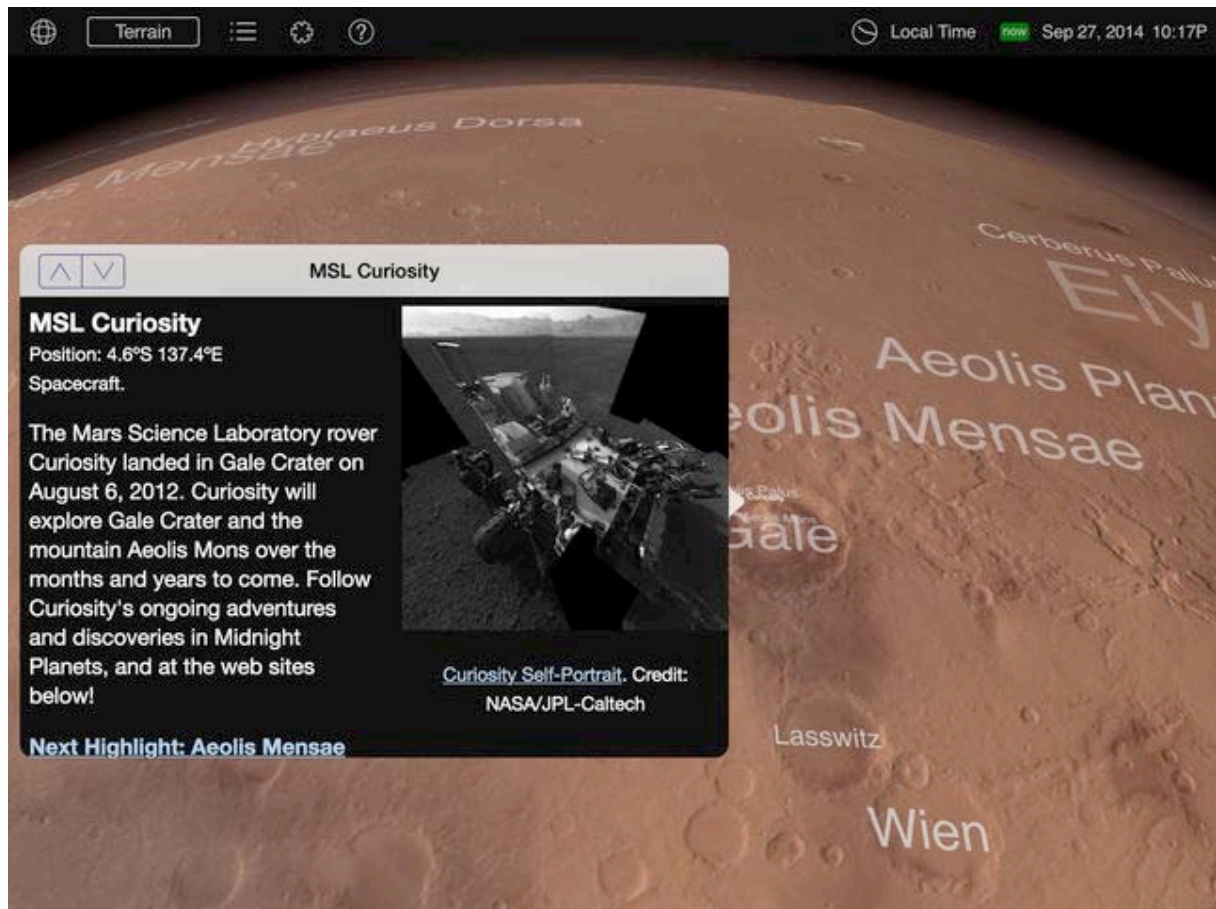 Terrain
?
Local Time now Sep 27, 2014 10:17P
Hyblaeus Dorsa
es Mensae
Cerberus Palu
Ely
Aeolis Plan
eolis Mensae
Gale
Lasswitz
Wien
MSL Curiosity
MSL Curiosity
Position: 4.6°S 137.4°E
Spacecraft.
The Mars Science Laboratory rover
Curiosity landed in Gale Crater on
August 6, 2012. Curiosity will
explore Gale Crater and the
mountain Aeolis Mons over the
months and years to come. Follow
Curiosity's ongoing adventures
and discoveries in Midnight
Planets, and at the web sites
below!
Next Highlight: Aeolis Mensae
Curiosity Self-Portrait. Credit:
NASA/JPL-Caltech